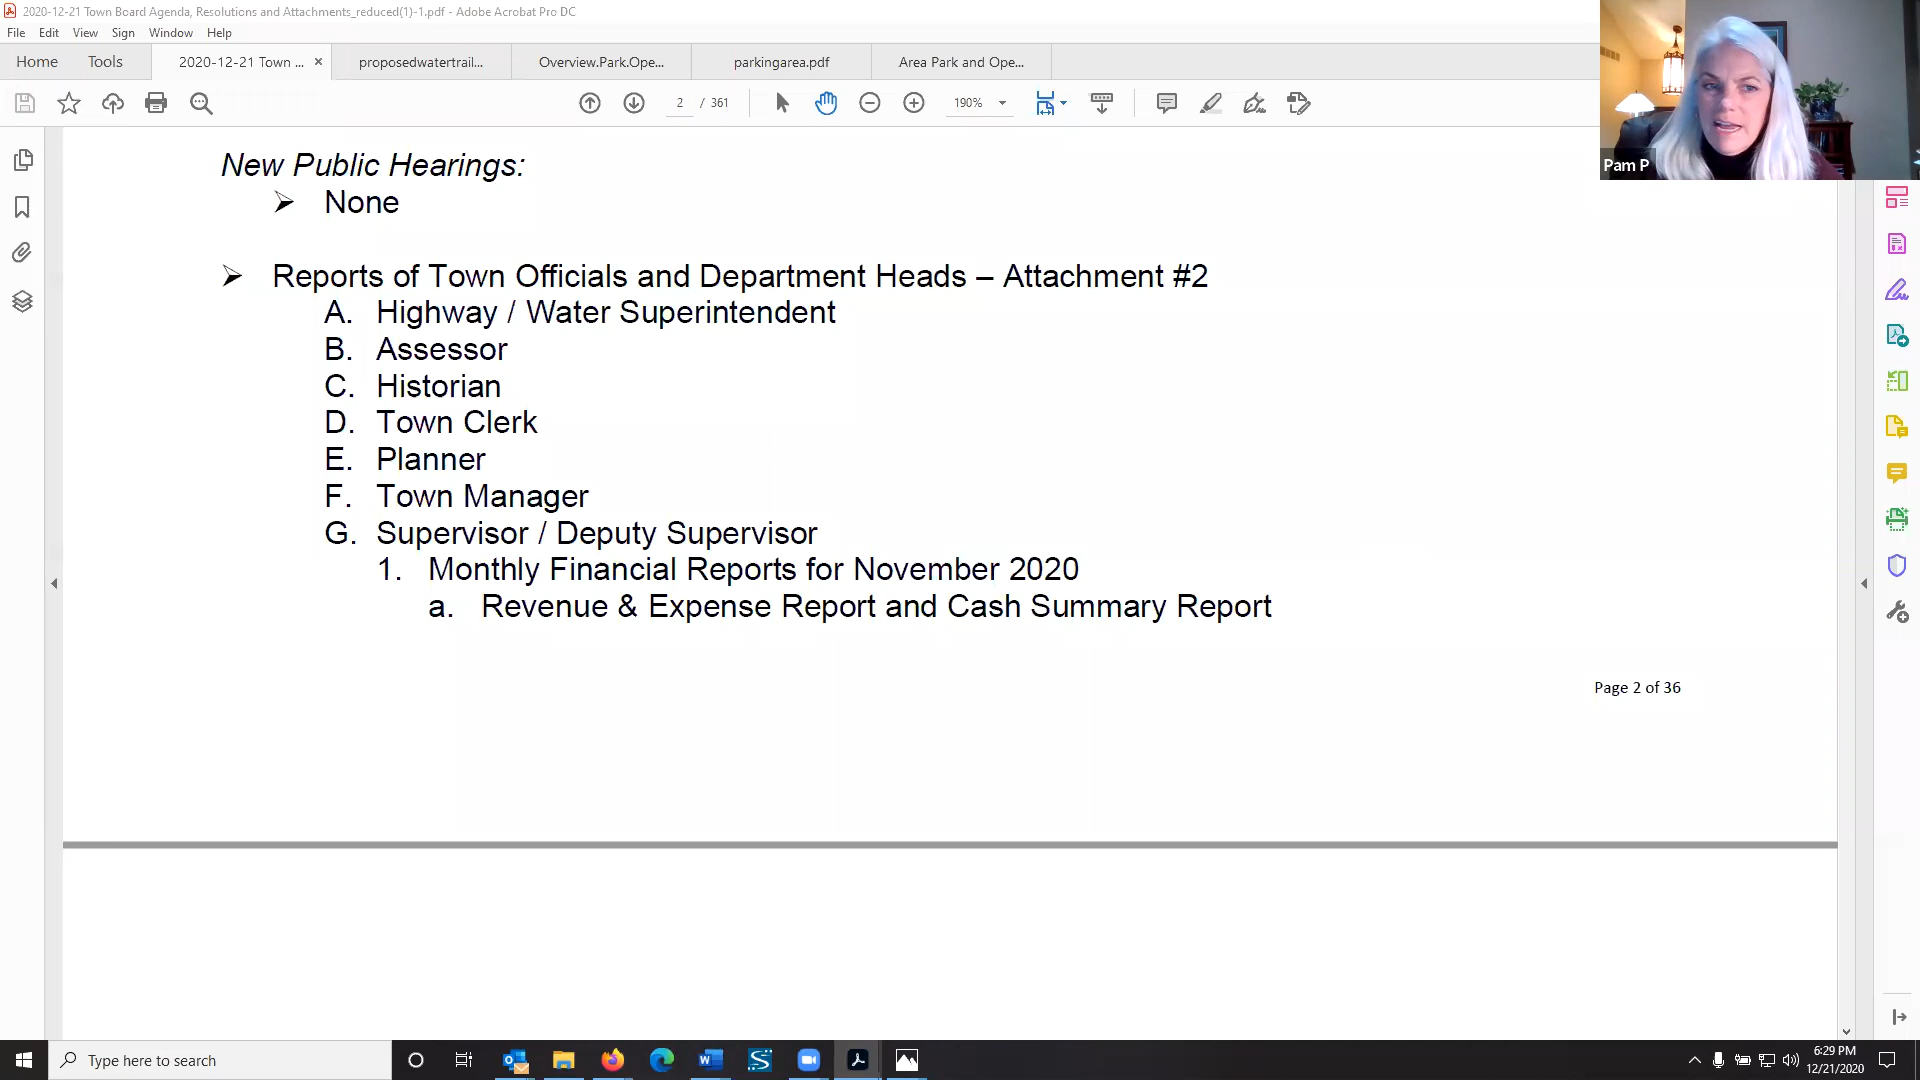 2020-12-21 Town Board Agenda, Resolutions and Attachments_reduced(1)-1.pdf - Adobe Acrobat Pro DC
File Edit View Sign Window Help
Home Tools 2020-12-21 Town ... × proposedwatertrail... Overview.Park.Ope... parkingarea.pdf Area Park and Ope...
2 / 361 190%
Pam P
New Public Hearings:
➢ None
➢ Reports of Town Officials and Department Heads – Attachment #2
A. Highway / Water Superintendent
B. Assessor
C. Historian
D. Town Clerk
E. Planner
F. Town Manager
G. Supervisor / Deputy Supervisor
1. Monthly Financial Reports for November 2020
a. Revenue & Expense Report and Cash Summary Report
Page 2 of 36
Type here to search
6:29 PM
12/21/2020